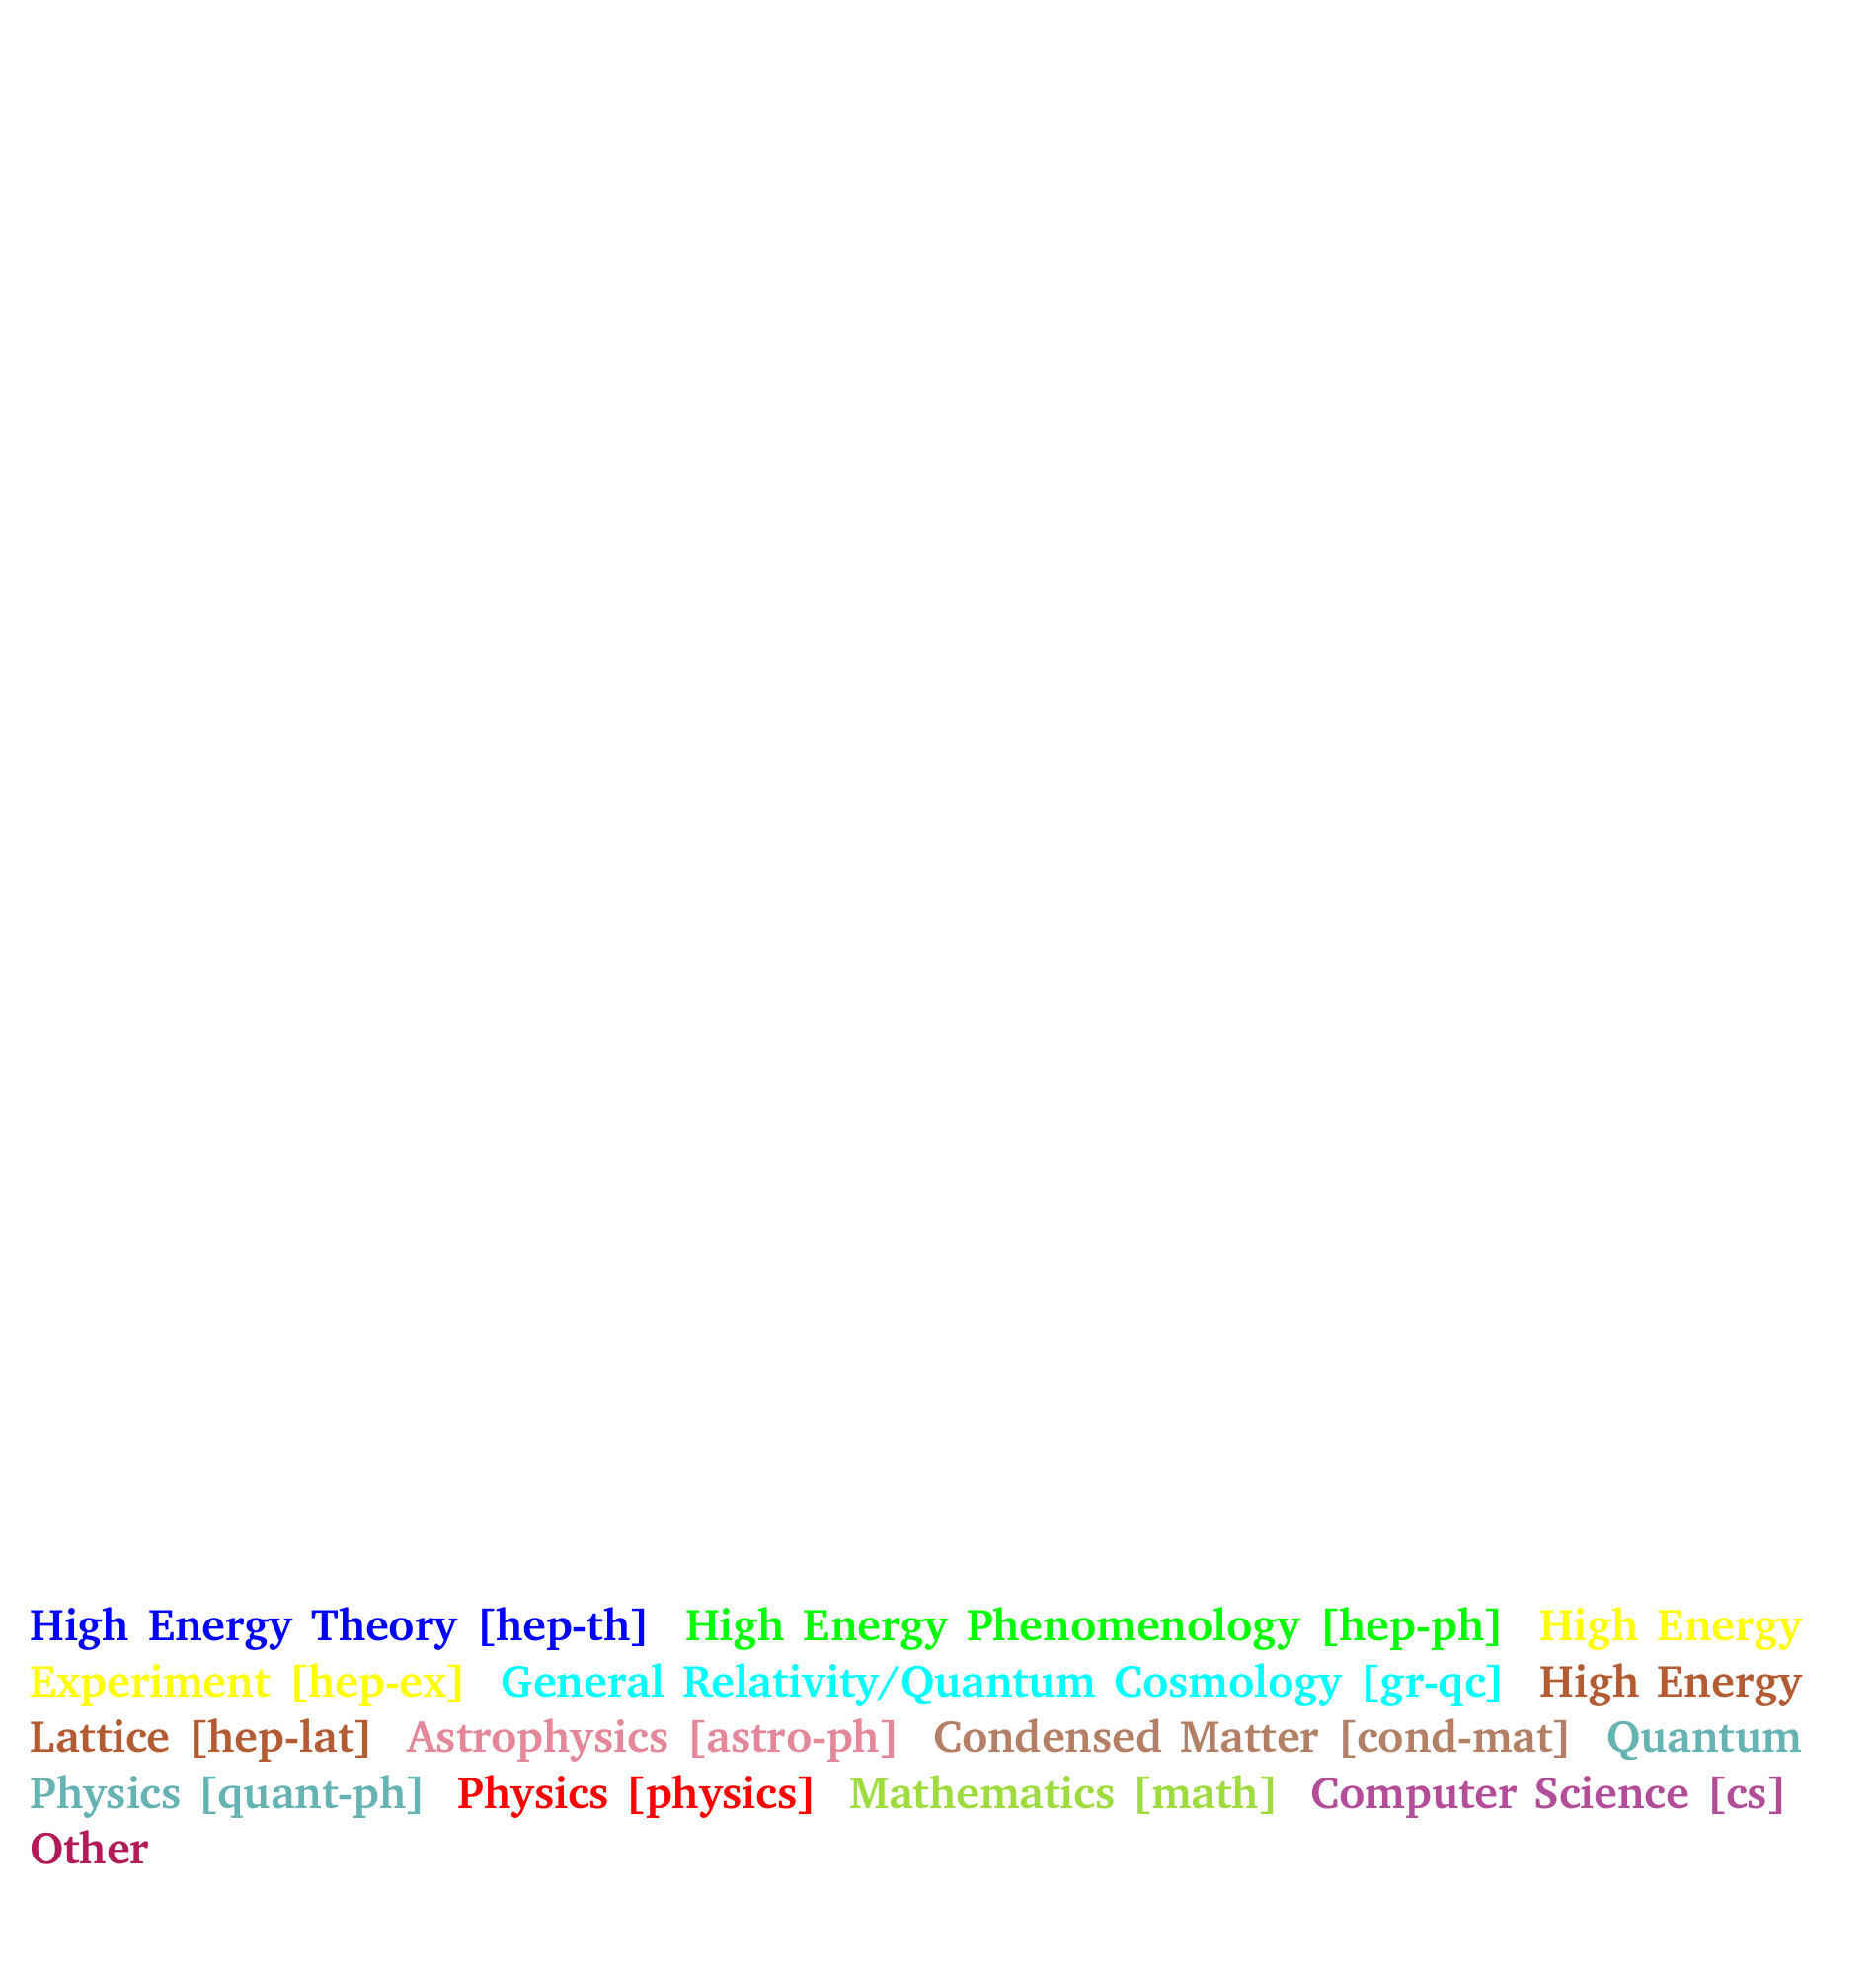 High Energy Theory [hep-th] High Energy Phenomenology [hep-ph] High Energy
Experiment [hep-ex] General Relativity/Quantum Cosmology [gr-qc] High Energy
Lattice [hep-lat] Astrophysics [astro-ph] Condensed Matter [cond-mat] Quantum
Physics [quant-ph] Physics [physics] Mathematics [math] Computer Science [cs]
Other